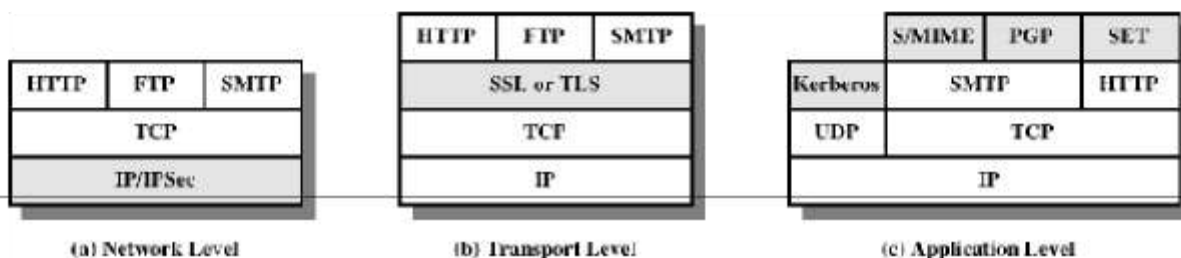 HTTP FTP SMTP
TCP
IP/IPSec
(a) Network Level
HTTP FTP SMTP
SSL or TLS
TCP
IP
(b) Transport Level
S/MIME PGP SET
Kerberos SMTP HTTP
UDP TCP
IP
(c) Application Level